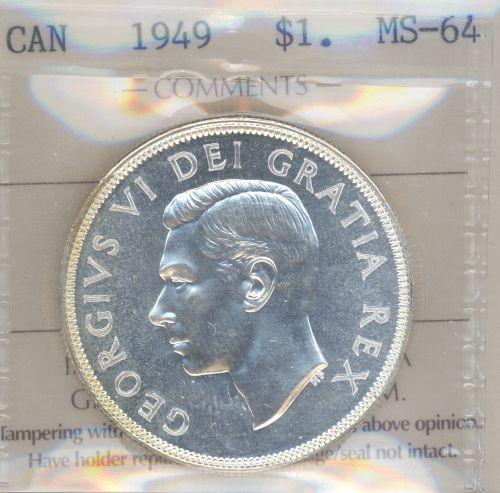 CAN 1949 $1. MS-64
— COMMENTS —
GEORGIVS VI DEI GRATIA REX
Tampering with above opinion.
Have holder seal not intact.